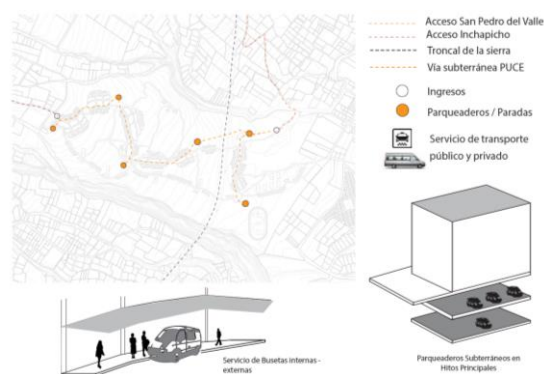 Acceso San Pedro del Valle
Acceso Inchapicho
Troncal de la sierra
Vía subterránea PUCE
Ingresos
Parqueaderos / Paradas
Servicio de transporte
público y privado
Servicio de Busetas internas -
externas
Parqueaderos Subterráneos en
Hitos Principales